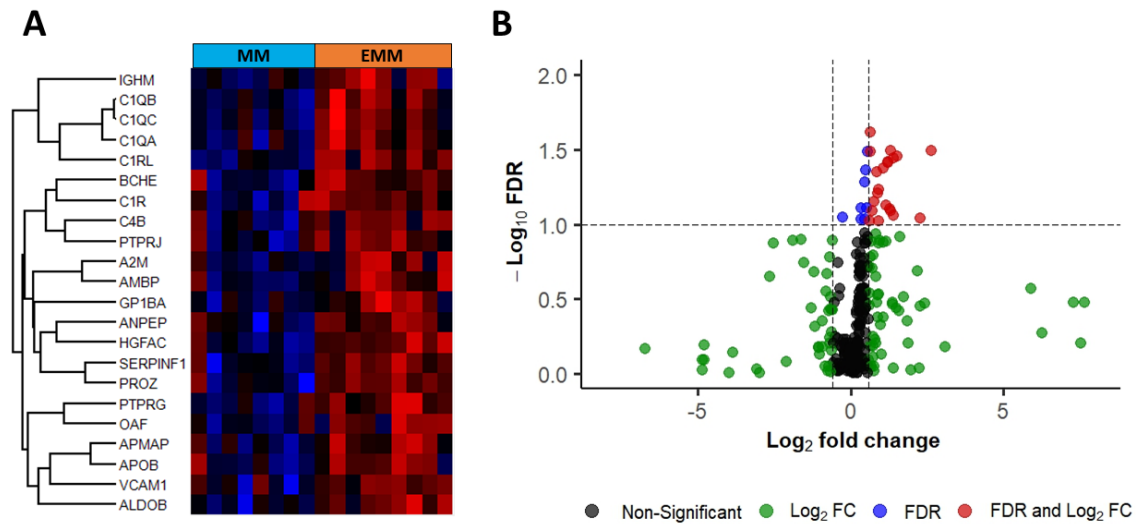 A
MM EMM
IGHM
C1QB
C1QC
C1QA
C1RL
BCHE
C1R
C4B
PTPRJ
A2M
AMBP
GP1BA
ANPEP
HGFAC
SERPINF1
PROZ
PTPRG
OAF
APMAP
APOB
VCAM1
ALDOB
B
2.0
1.5
1.0
0.5
0.0
− Log₁₀ FDR
-5 0 5
Log₂ fold change
Non-Significant Log₂ FC FDR FDR and Log₂ FC